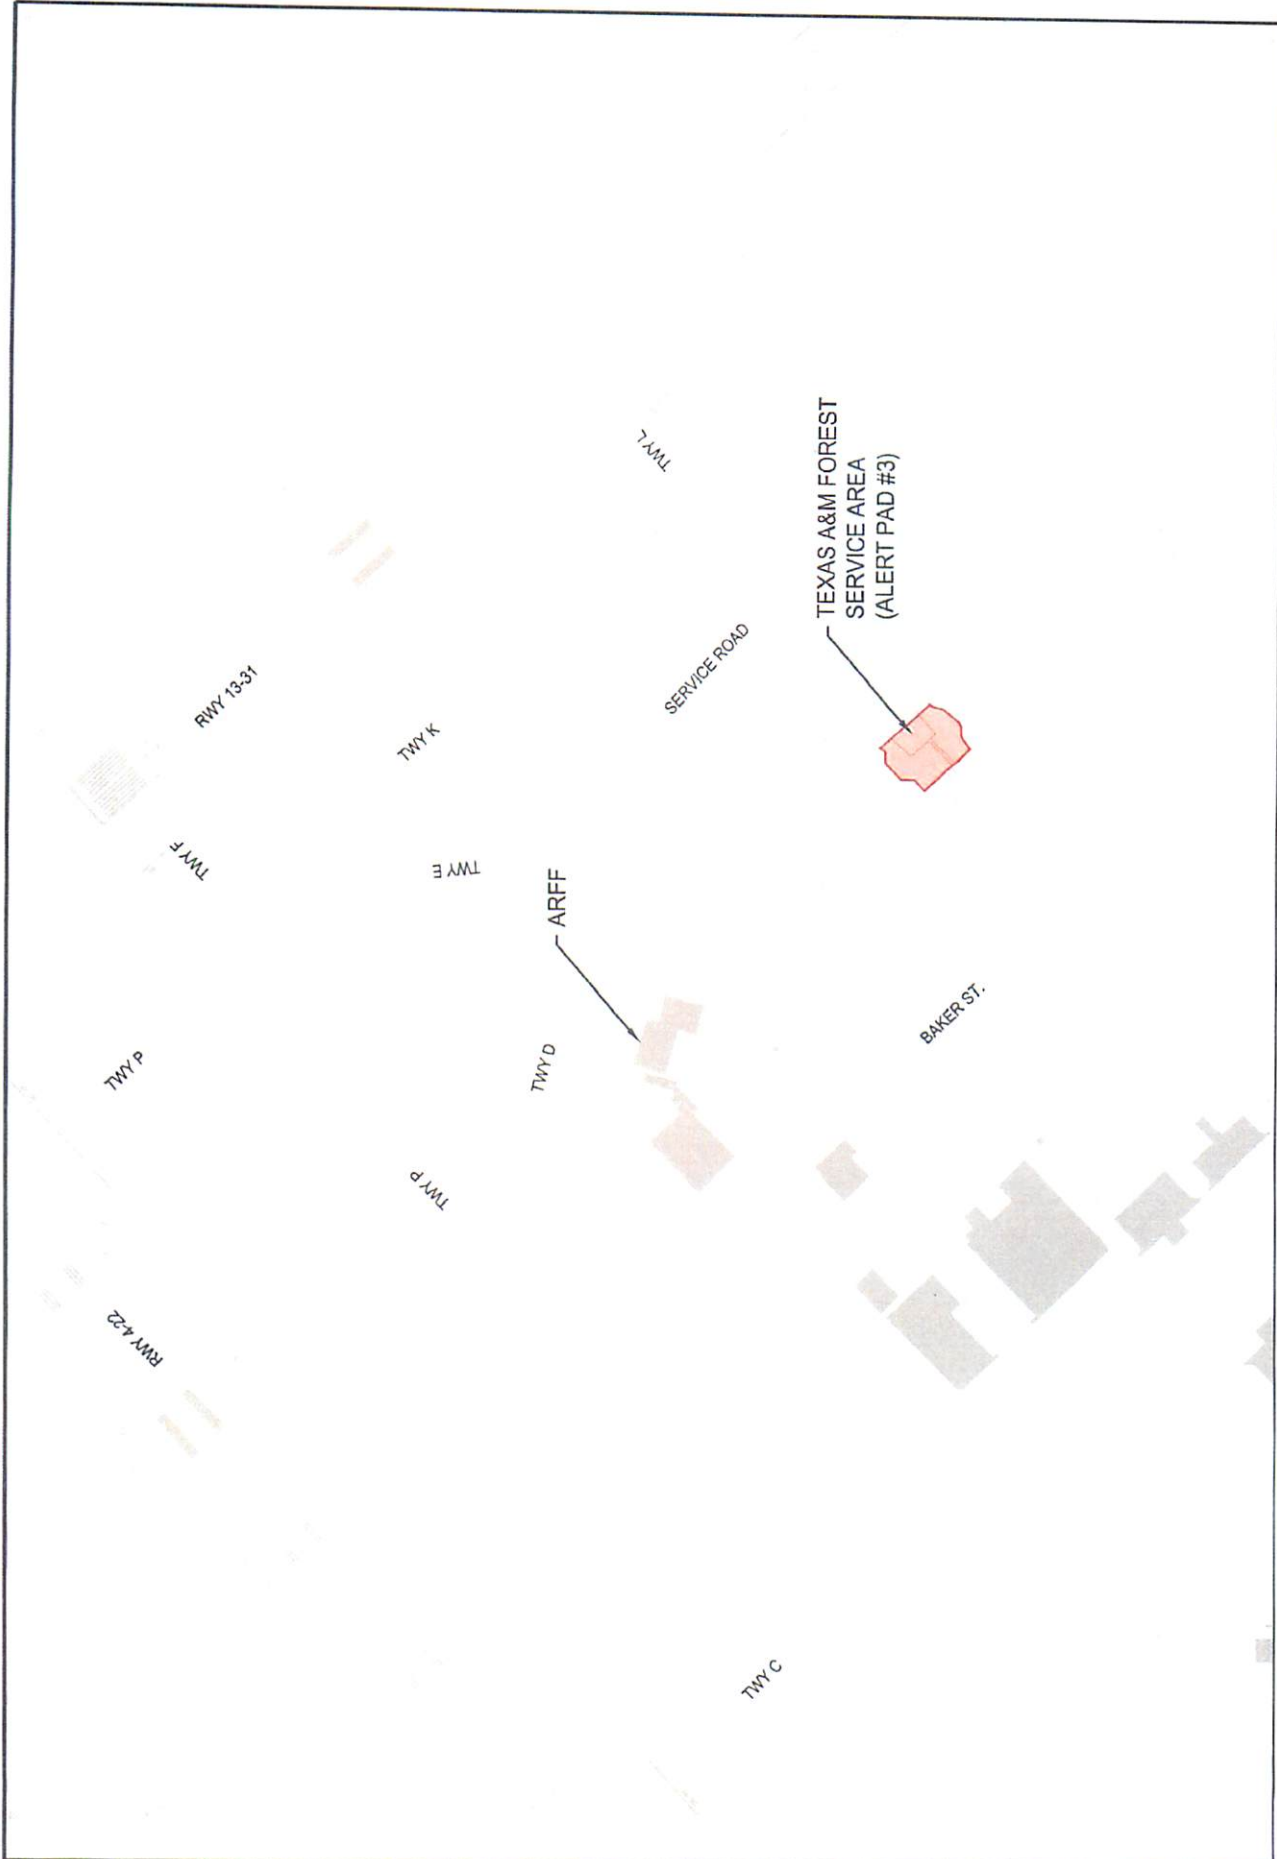 RWY 4-22
TWY P
TWY F
RWY 13-31
TWY P
TWY E
TWY K
TWY D
ARFF
TWY L
SERVICE ROAD
TWY C
TEXAS A&M FOREST
SERVICE AREA
(ALERT PAD #3)
BAKER ST.